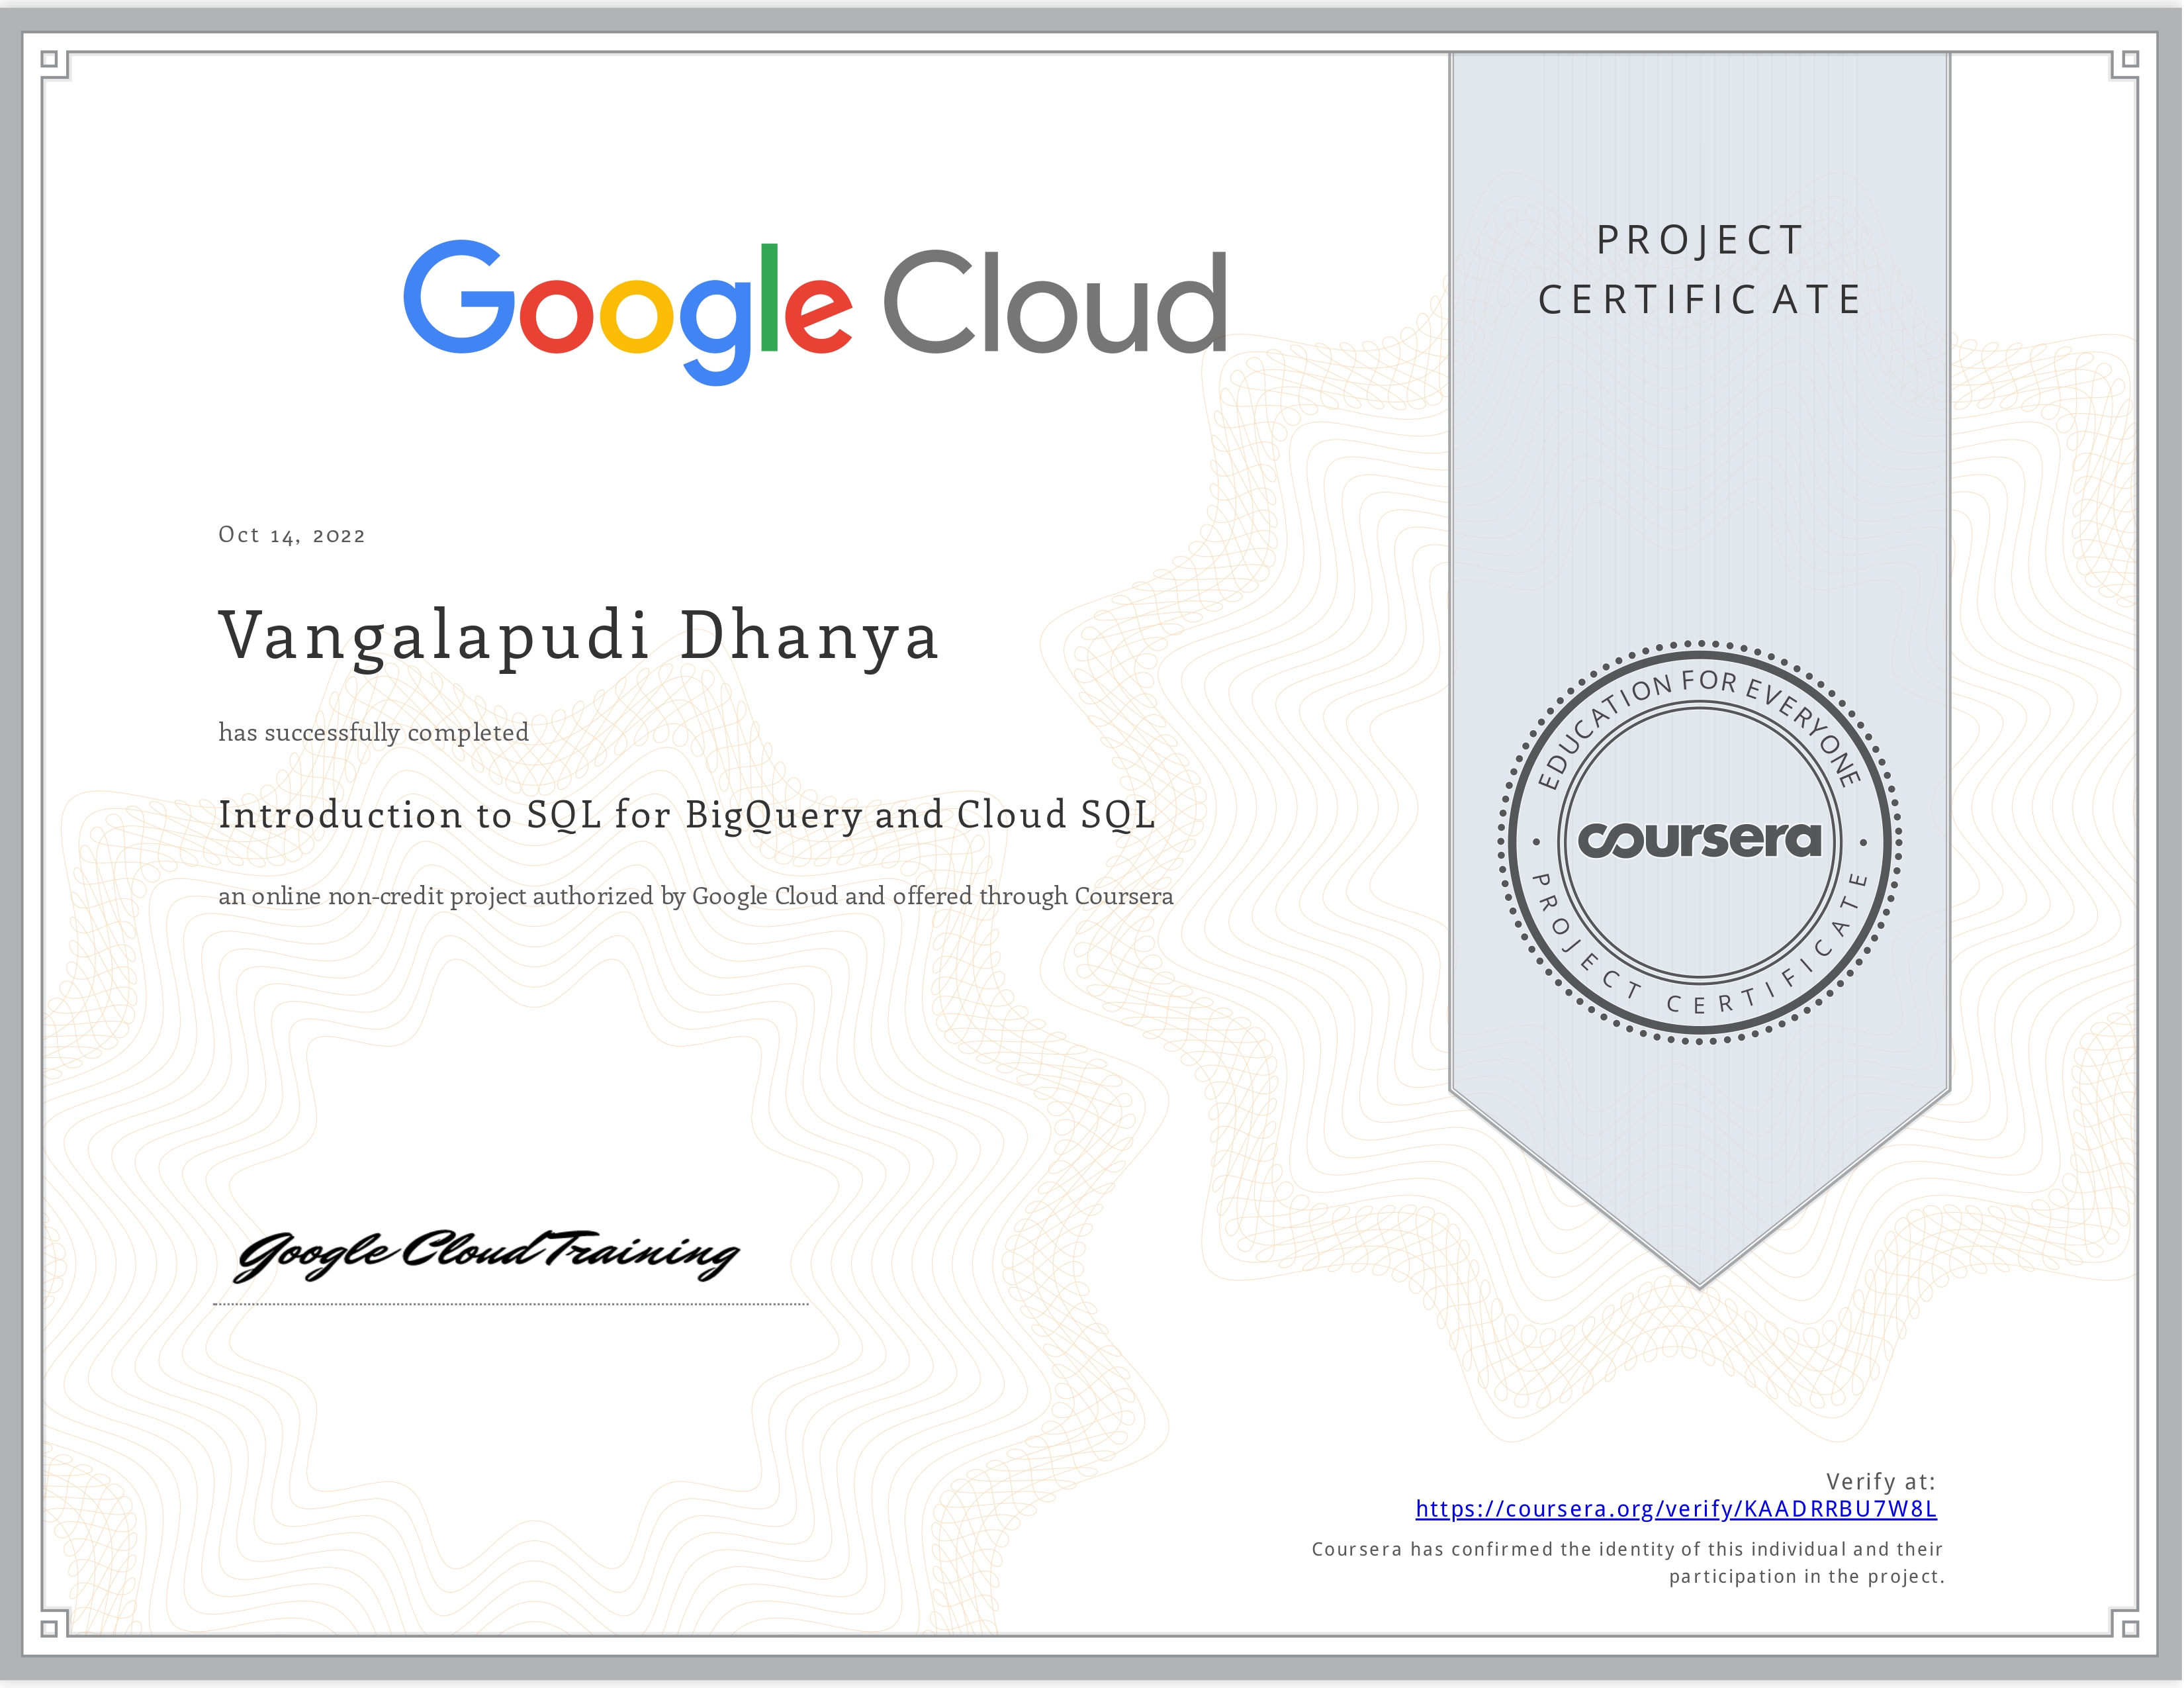 Google Cloud
PROJECT
CERTIFICATE
Oct 14, 2022
Vangalapudi Dhanya
has successfully completed
Introduction to SQL for BigQuery and Cloud SQL
an online non-credit project authorized by Google Cloud and offered through Coursera
EDUCATION FOR EVERYONE
coursera
PROJECT CERTIFICATE
Google Cloud Training
Verify at:
https://coursera.org/verify/KAADRRBU7W8L
Coursera has confirmed the identity of this individual and their
participation in the project.